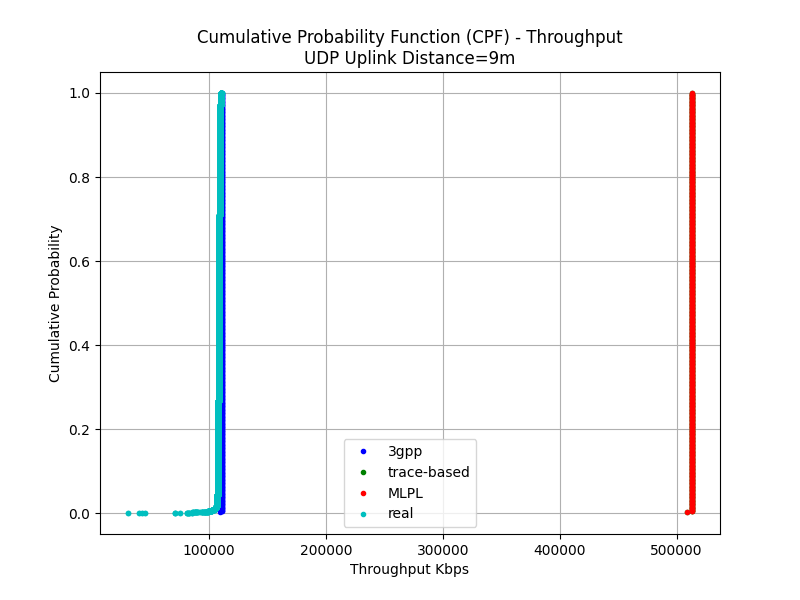 Cumulative Probability Function (CPF) - Throughput
UDP Uplink Distance=9m
1.0
0.8
0.6
0.4
0.2
0.0
Cumulative Probability
3gpp
trace-based
MLPL
real
100000
200000
300000
400000
500000
Throughput Kbps